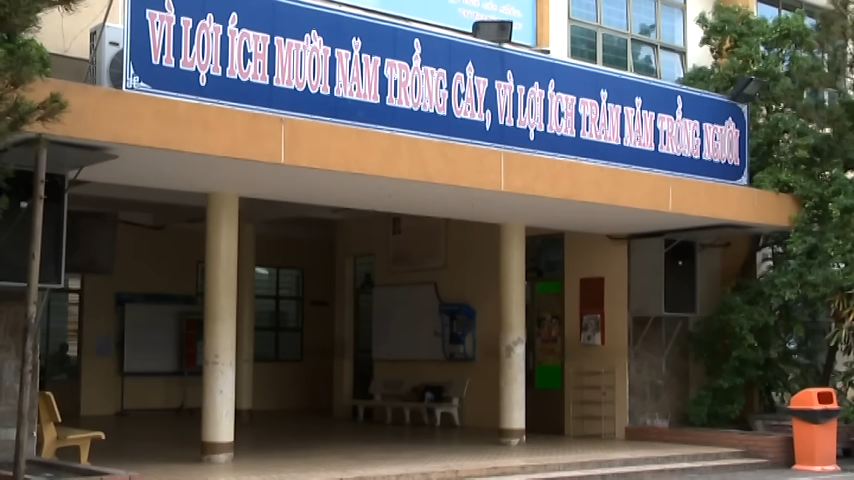 VÌ LỢI ÍCH MƯỜI NĂM TRỒNG CÂY, VÌ LỢI ÍCH TRĂM NĂM TRỒNG NGƯỜI